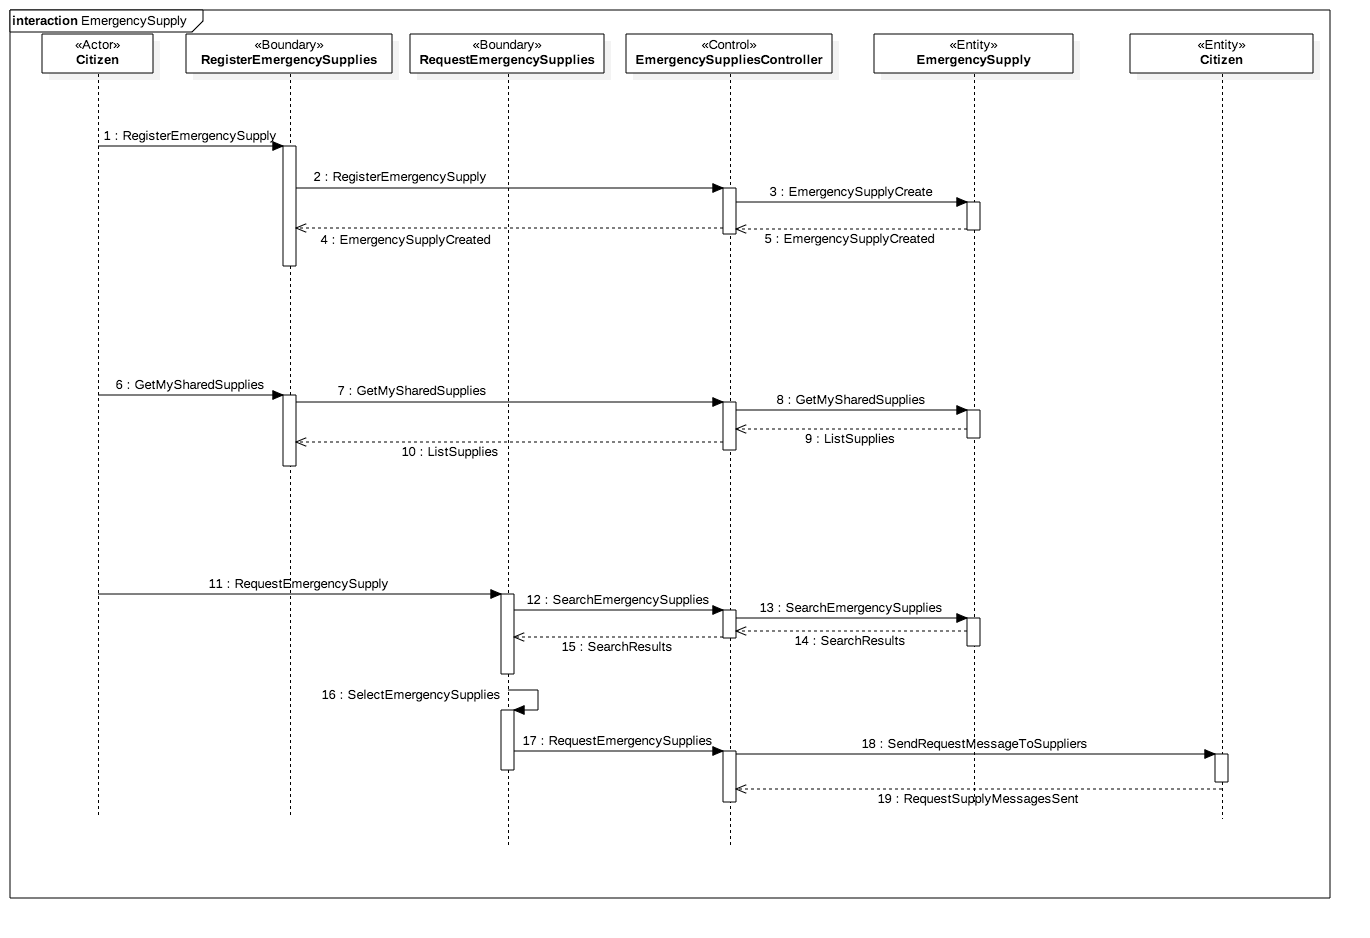 interaction EmergencySupply
«Actor»
Citizen
«Boundary»
RegisterEmergencySupplies
«Boundary»
RequestEmergencySupplies
«Control»
EmergencySuppliesController
«Entity»
EmergencySupply
«Entity»
Citizen
1 : RegisterEmergencySupply
2 : RegisterEmergencySupply
3 : EmergencySupplyCreate
4 : EmergencySupplyCreated
5 : EmergencySupplyCreated
6 : GetMySharedSupplies
7 : GetMySharedSupplies
8 : GetMySharedSupplies
9 : ListSupplies
10 : ListSupplies
11 : RequestEmergencySupply
12 : SearchEmergencySupplies
13 : SearchEmergencySupplies
14 : SearchResults
15 : SearchResults
16 : SelectEmergencySupplies
17 : RequestEmergencySupplies
18 : SendRequestMessageToSuppliers
19 : RequestSupplyMessagesSent